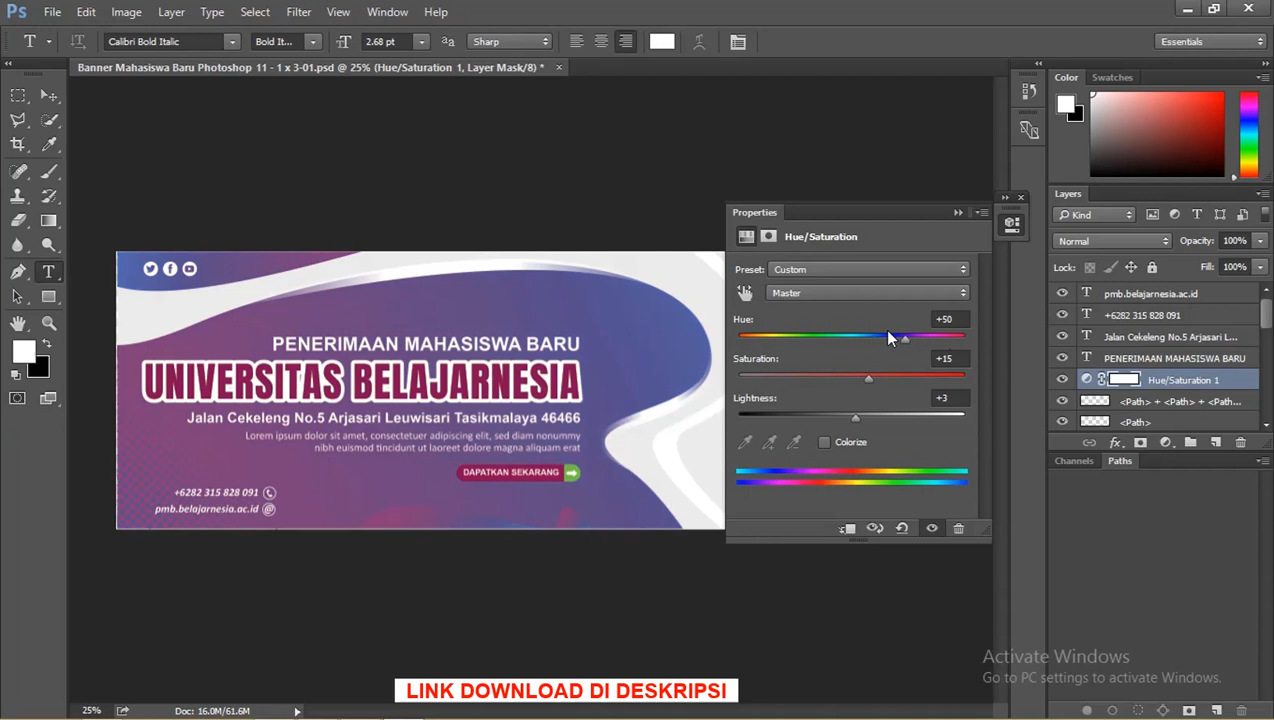 Ps File Edit Image Layer Type Select Filter View Window Help
T Calibri Bold Italic Bold It... 2.68 pt Sharp Essentials
Banner Mahasiswa Baru Photoshop 11 - 1 x 3-01.psd @ 25% (Hue/Saturation 1, Layer Mask/8) *
PENERIMAAN MAHASISWA BARU
UNIVERSITAS BELAJARNESIA
Jalan Cekeleng No.5 Arjasari Leuwisari Tasikmalaya 46466
Lorem ipsum dolor sit amet, consectetuer adipiscing elit, sed diam nonummy
nibh euismod tincidunt ut laoreet dolore magna aliquam erat
DAPATKAN SEKARANG
+6282 315 828 091
pmb.belajarnesia.ac.id
Properties
Hue/Saturation
Preset: Custom
Master
Hue: +50
Saturation: +15
Lightness: +3
Colorize
Color Swatches
Layers
Kind
Normal Opacity: 100%
Lock: Fill: 100%
T pmb.belajarnesia.ac.id
T +6282 315 828 091
T Jalan Cekeleng No.5 Arjasari L...
T PENERIMAAN MAHASISWA BARU
Hue/Saturation 1
<Path> + <Path> + <Path...
<Path>
fx
Channels Paths
Activate Windows
Go to PC settings to activate Windows.
LINK DOWNLOAD DI DESKRIPSI
25% Doc: 16.0M/61.6M